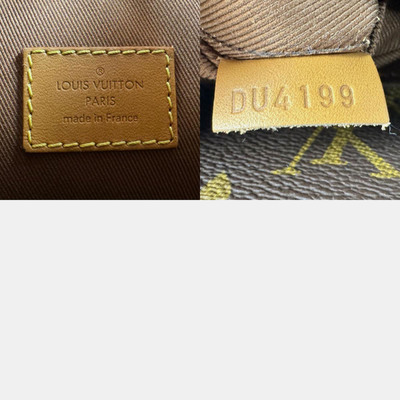 ®
LOUIS VUITTON
PARIS
made in France
DU4199